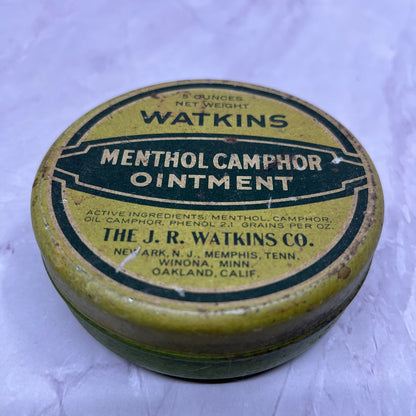 5 OUNCES
NET WEIGHT
WATKINS
MENTHOL CAMPHOR
OINTMENT
ACTIVE INGREDIENTS: MENTHOL, CAMPHOR,
OIL CAMPHOR, PHENOL 2.1 GRAINS PER OZ.
THE J. R. WATKINS CO.
NEWARK, N. J., MEMPHIS, TENN.
WINONA, MINN.
OAKLAND, CALIF.